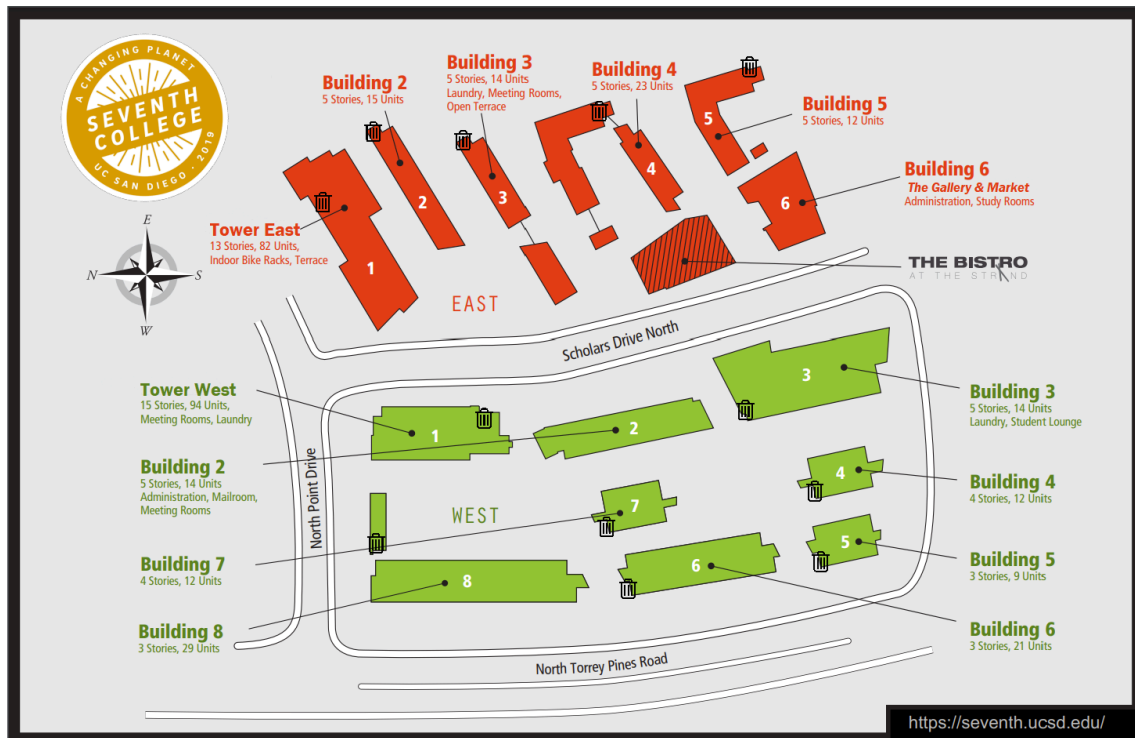 A CHANGING PLANET
SEVENTH
COLLEGE
UC SAN DIEGO · 2019
E
N
S
W
Building 2
5 Stories, 15 Units
Building 3
5 Stories, 14 Units
Laundry, Meeting Rooms,
Open Terrace
Building 4
5 Stories, 23 Units
Building 5
5 Stories, 12 Units
Building 6
The Gallery & Market
Administration, Study Rooms
Tower East
13 Stories, 82 Units,
Indoor Bike Racks, Terrace
1
2
3
4
5
6
THE BISTRO
AT THE STRAND
EAST
Scholars Drive North
Tower West
15 Stories, 94 Units,
Meeting Rooms, Laundry
Building 2
5 Stories, 14 Units
Administration, Mailroom,
Meeting Rooms
Building 7
4 Stories, 12 Units
Building 8
3 Stories, 29 Units
North Point Drive
WEST
1
2
3
4
5
6
7
8
Building 3
5 Stories, 14 Units
Laundry, Student Lounge
Building 4
4 Stories, 12 Units
Building 5
3 Stories, 9 Units
Building 6
3 Stories, 21 Units
North Torrey Pines Road
https://seventh.ucsd.edu/